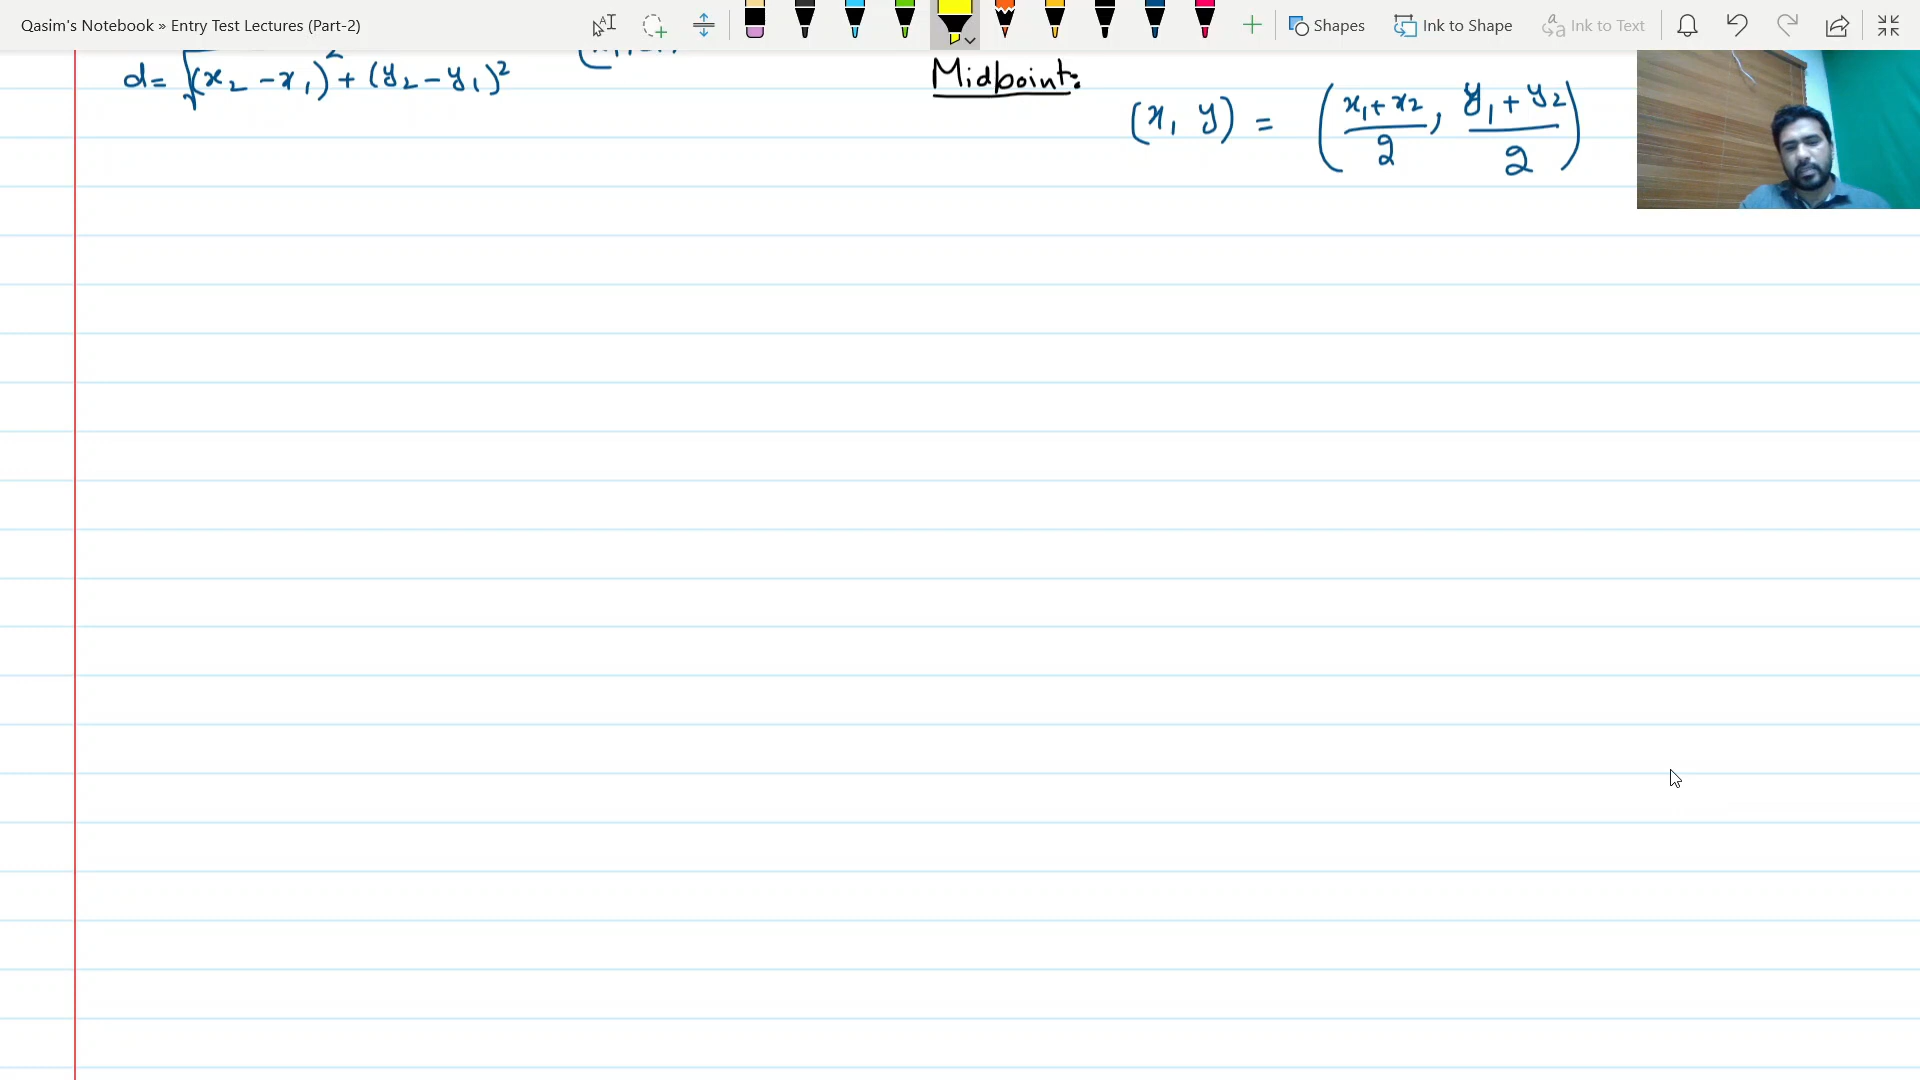 Qasim's Notebook » Entry Test Lectures (Part-2)
Shapes
Ink to Shape
Ink to Text
d= √(x₂ -x₁)² + (y₂ - y₁)²
Midpoint:
(x, y) = (x₁+x₂/2, y₁+y₂/2)